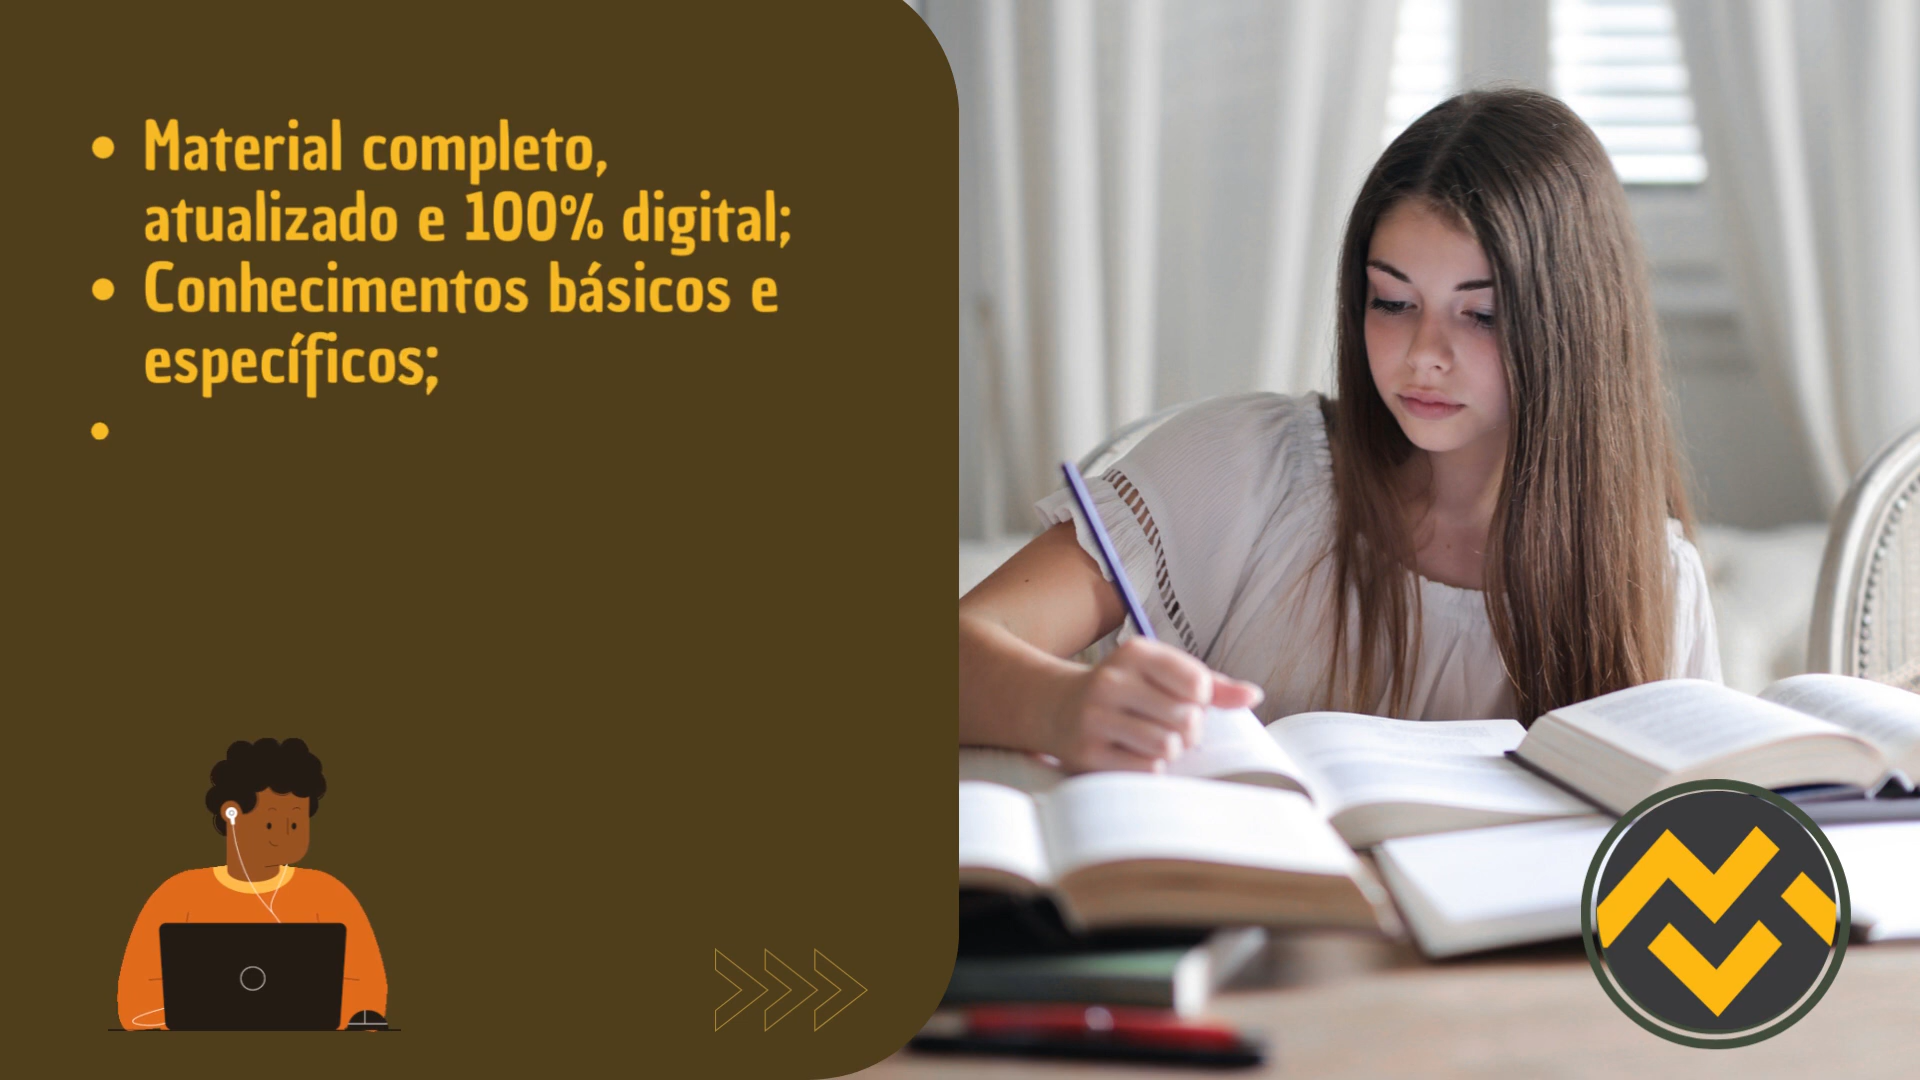 • Material completo,
atualizado e 100% digital;
• Conhecimentos básicos e
específicos;
•